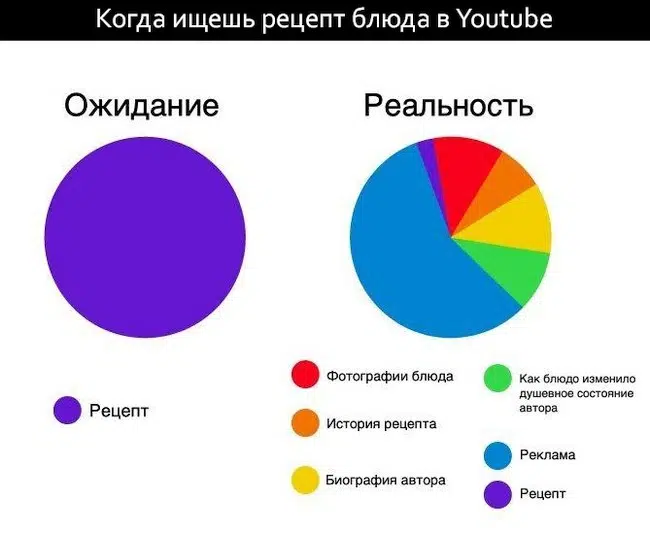 Когда ищешь рецепт блюда в Youtube
Ожидание
Реальность
Рецепт
Фотографии блюда
История рецепта
Биография автора
Как блюдо изменило
душевное состояние
автора
Реклама
Рецепт